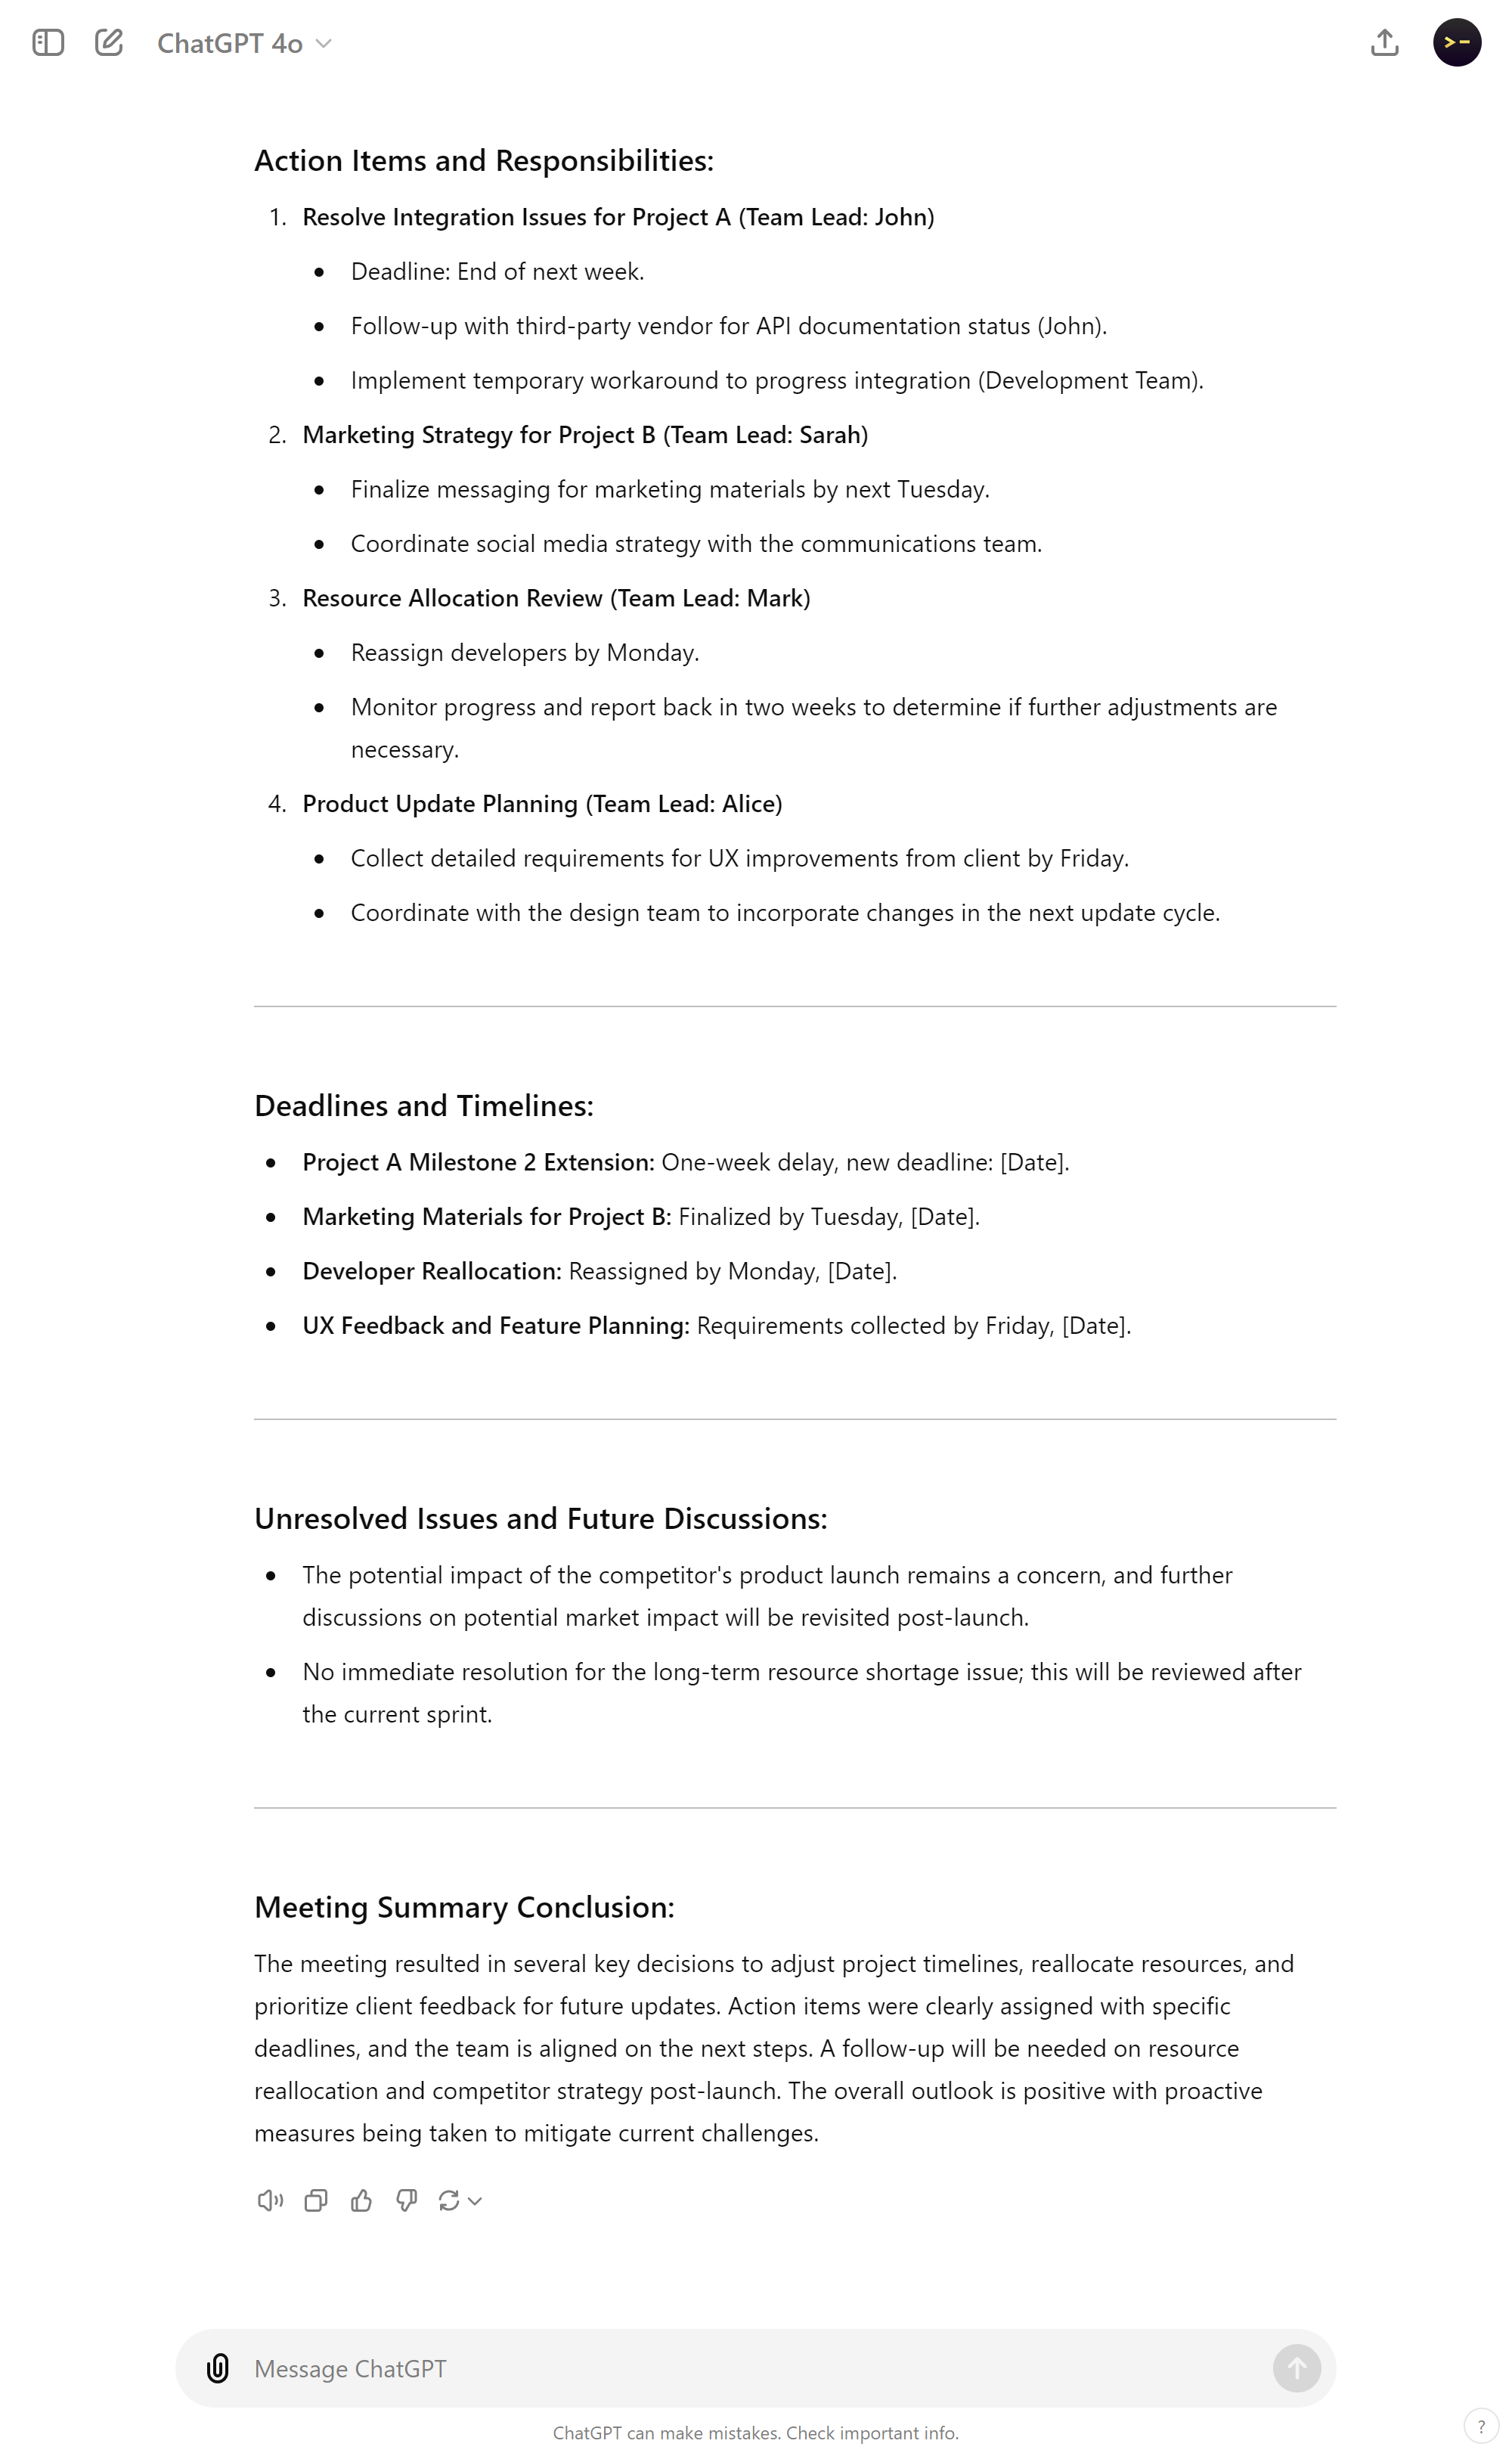 ChatGPT 4o
Action Items and Responsibilities:
1. Resolve Integration Issues for Project A (Team Lead: John)
• Deadline: End of next week.
• Follow-up with third-party vendor for API documentation status (John).
• Implement temporary workaround to progress integration (Development Team).
2. Marketing Strategy for Project B (Team Lead: Sarah)
• Finalize messaging for marketing materials by next Tuesday.
• Coordinate social media strategy with the communications team.
3. Resource Allocation Review (Team Lead: Mark)
• Reassign developers by Monday.
• Monitor progress and report back in two weeks to determine if further adjustments are
necessary.
4. Product Update Planning (Team Lead: Alice)
• Collect detailed requirements for UX improvements from client by Friday.
• Coordinate with the design team to incorporate changes in the next update cycle.
Deadlines and Timelines:
• Project A Milestone 2 Extension: One-week delay, new deadline: [Date].
• Marketing Materials for Project B: Finalized by Tuesday, [Date].
• Developer Reallocation: Reassigned by Monday, [Date].
• UX Feedback and Feature Planning: Requirements collected by Friday, [Date].
Unresolved Issues and Future Discussions:
• The potential impact of the competitor's product launch remains a concern, and further
discussions on potential market impact will be revisited post-launch.
• No immediate resolution for the long-term resource shortage issue; this will be reviewed after
the current sprint.
Meeting Summary Conclusion:
The meeting resulted in several key decisions to adjust project timelines, reallocate resources, and
prioritize client feedback for future updates. Action items were clearly assigned with specific
deadlines, and the team is aligned on the next steps. A follow-up will be needed on resource
reallocation and competitor strategy post-launch. The overall outlook is positive with proactive
measures being taken to mitigate current challenges.
Message ChatGPT
ChatGPT can make mistakes. Check important info.
?